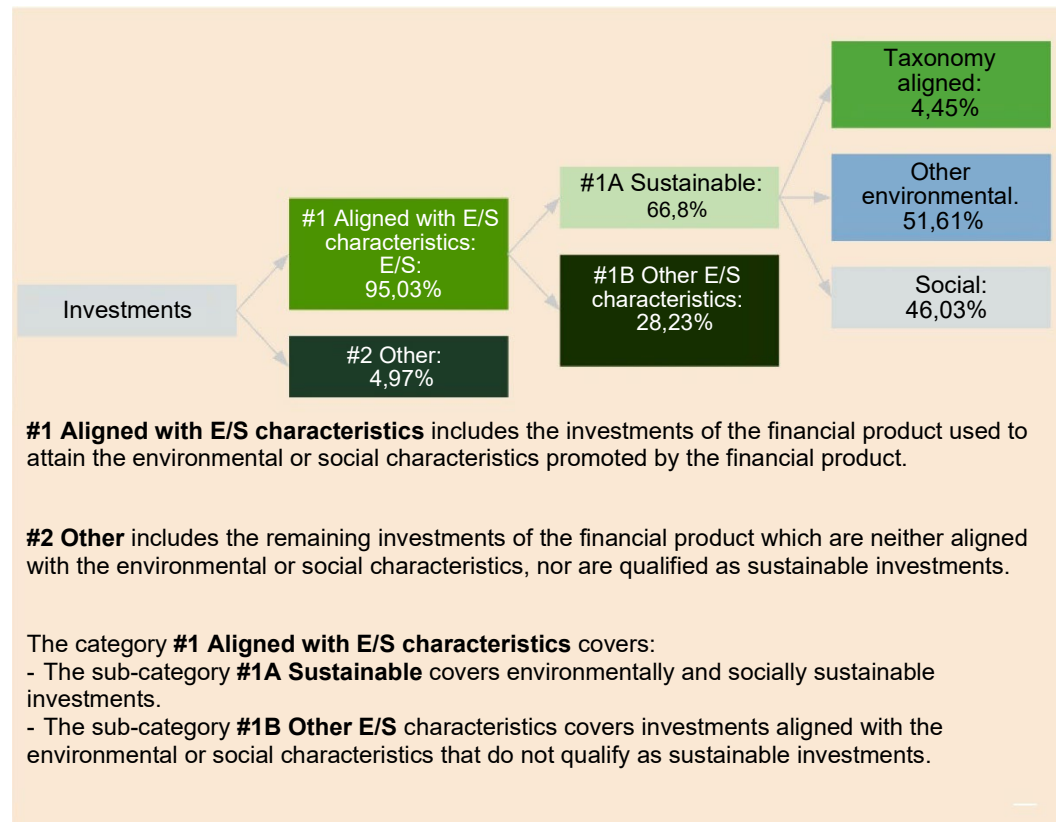 Taxonomy
aligned:
4,45%
Other
environmental.
51,61%
#1A Sustainable:
66,8%
#1 Aligned with E/S
characteristics:
E/S:
95,03%
#1B Other E/S
characteristics:
28,23%
Social:
46,03%
Investments
#2 Other:
4,97%
#1 Aligned with E/S characteristics includes the investments of the financial product used to
attain the environmental or social characteristics promoted by the financial product.
#2 Other includes the remaining investments of the financial product which are neither aligned
with the environmental or social characteristics, nor are qualified as sustainable investments.
The category #1 Aligned with E/S characteristics covers:
- The sub-category #1A Sustainable covers environmentally and socially sustainable
investments.
- The sub-category #1B Other E/S characteristics covers investments aligned with the
environmental or social characteristics that do not qualify as sustainable investments.